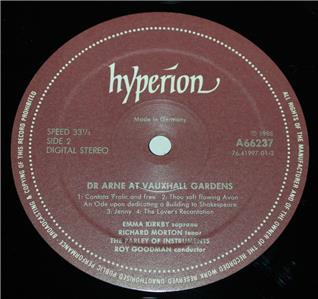 hyperion
Made in Germany
SPEED 33⅓
SIDE 2
DIGITAL STEREO
℗ 1986
A66237
76.41997-01-2
DR ARNE AT VAUXHALL GARDENS
1: Cantata 'Frolic and free' 2: Thou soft flowing Avon
An Ode upon dedicating a Building to Shakespeare
3: Jenny 4: The Lover's Recantation
EMMA KIRKBY soprano
RICHARD MORTON tenor
THE PARLEY OF INSTRUMENTS
ROY GOODMAN conductor
ALL RIGHTS OF THE MANUFACTURER AND OF THE OWNER OF THE RECORDED WORK RESERVED UNAUTHORISED PUBLIC PERFORMANCE, BROADCASTING & COPYING OF THIS RECORD PROHIBITED